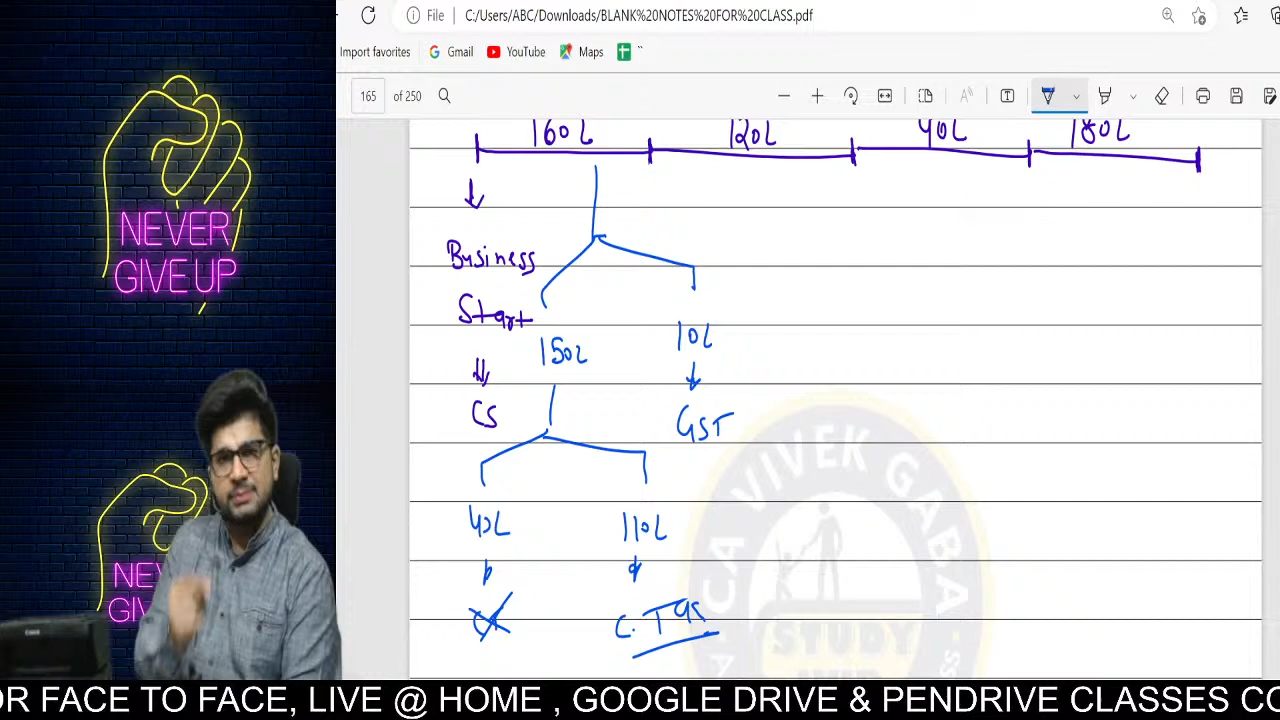 File C:/Users/ABC/Downloads/BLANK%20NOTES%20FOR%20CLASS.pdf
Import favorites Gmail YouTube Maps
165 of 250
160L 120L 40L 180L
Business
Start
150L 10L
CS GST
40L 110L
C. Tax
NEVER
GIVE UP
NEV
GIV
OR FACE TO FACE, LIVE @ HOME , GOOGLE DRIVE & PENDRIVE CLASSES CO